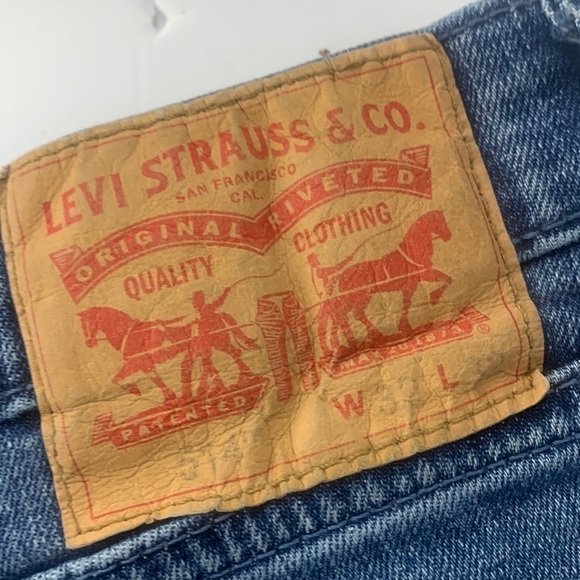 LEVI STRAUSS & CO.
SAN FRANCISCO
CAL.
ORIGINAL RIVETED
QUALITY CLOTHING
PATENTED
W L